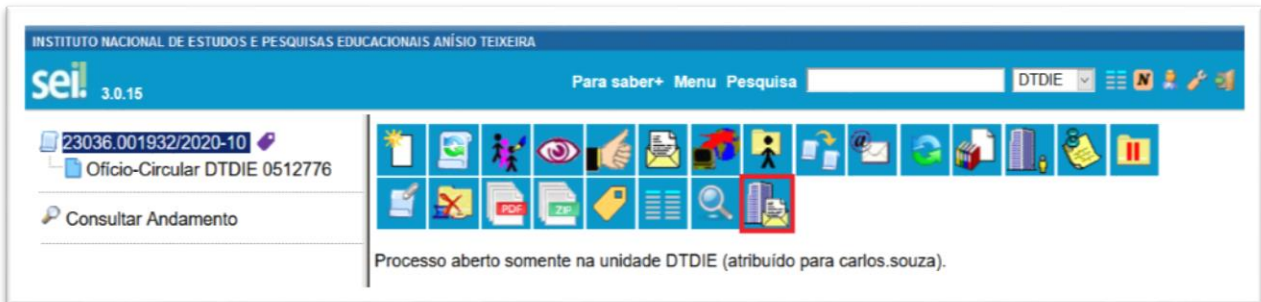 INSTITUTO NACIONAL DE ESTUDOS E PESQUISAS EDUCACIONAIS ANÍSIO TEIXEIRA
sei! 3.0.15 Para saber+ Menu Pesquisa DTDIE N
23036.001932/2020-10
Ofício-Circular DTDIE 0512776
Consultar Andamento
PDF ZIP
Processo aberto somente na unidade DTDIE (atribuído para carlos.souza).